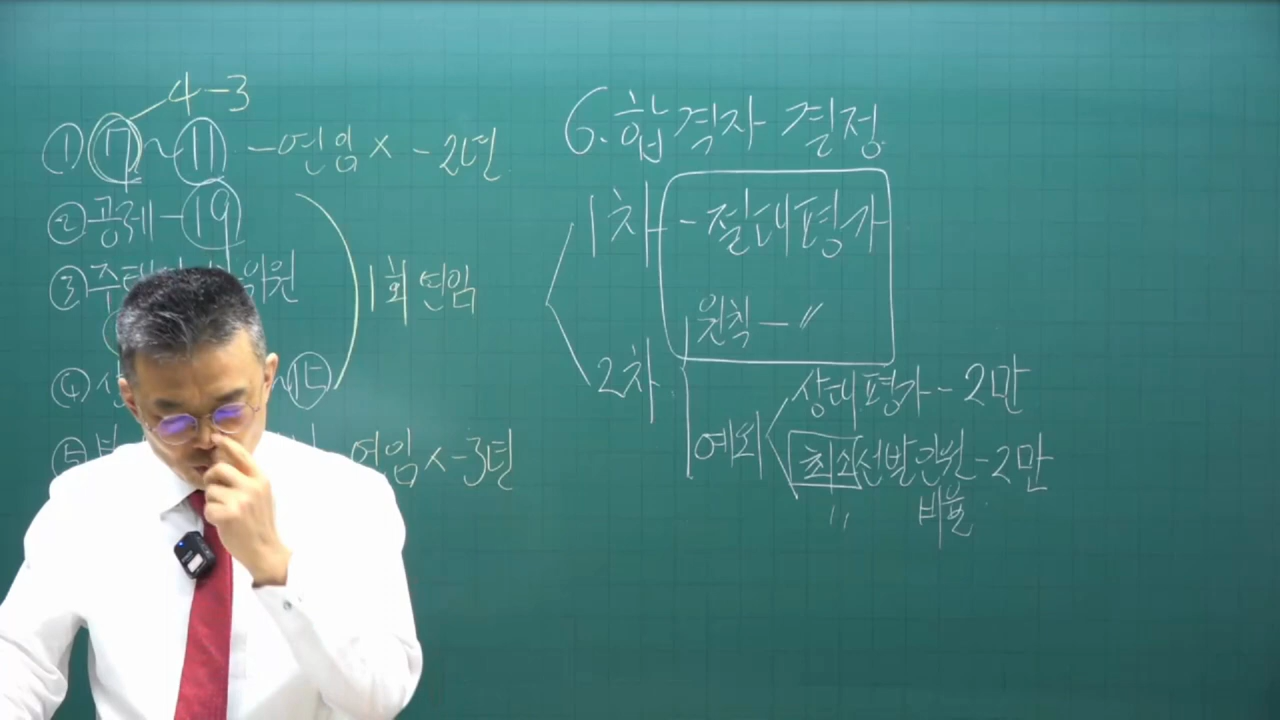 4-3
① 7~11 -연임× -2년
② 공제-19
③ 주택 위원
1회 연임
④ ~15
⑤ 연임×-3년
6. 합격자 결정
1차 -절대평가
원칙-〃
2차
상대평가-2만
예외
최소선발인원-2만
〃 비율